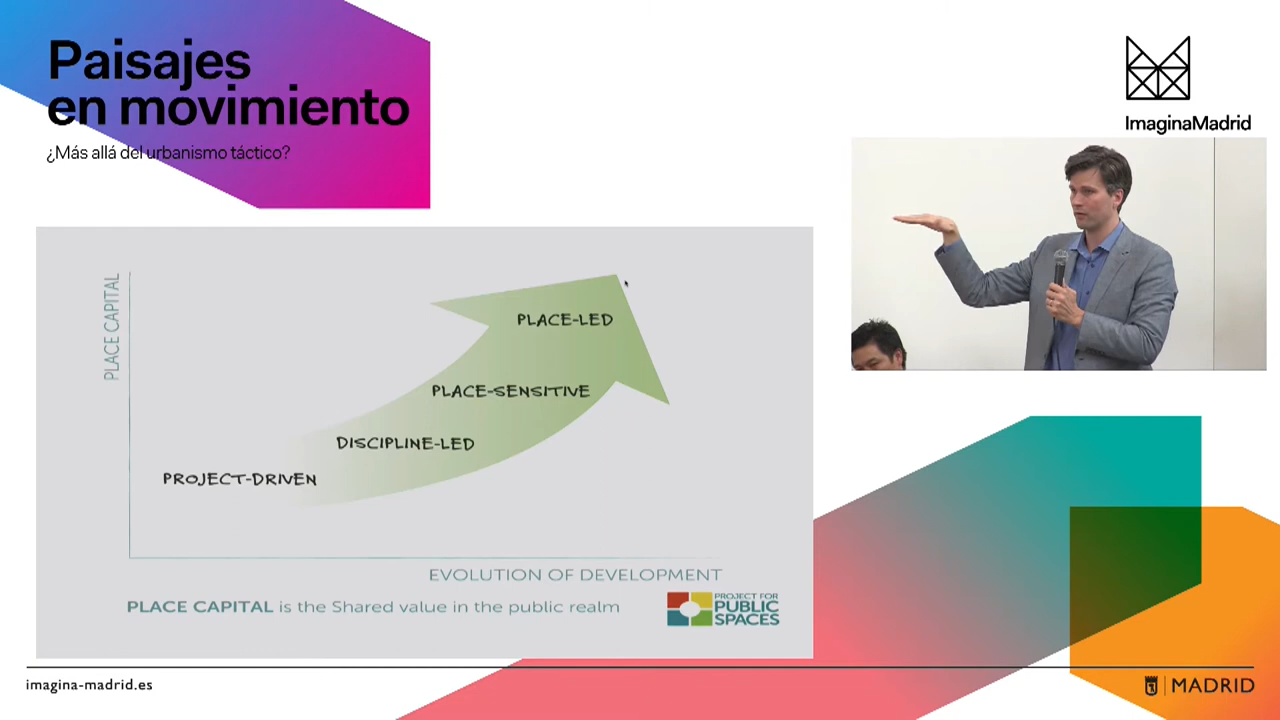 Paisajes
en movimiento
¿Más allá del urbanismo táctico?
ImaginaMadrid
PLACE CAPITAL
PLACE-LED
PLACE-SENSITIVE
DISCIPLINE-LED
PROJECT-DRIVEN
EVOLUTION OF DEVELOPMENT
PLACE CAPITAL is the Shared value in the public realm
PROJECT FOR
PUBLIC
SPACES
imagina-madrid.es
MADRID